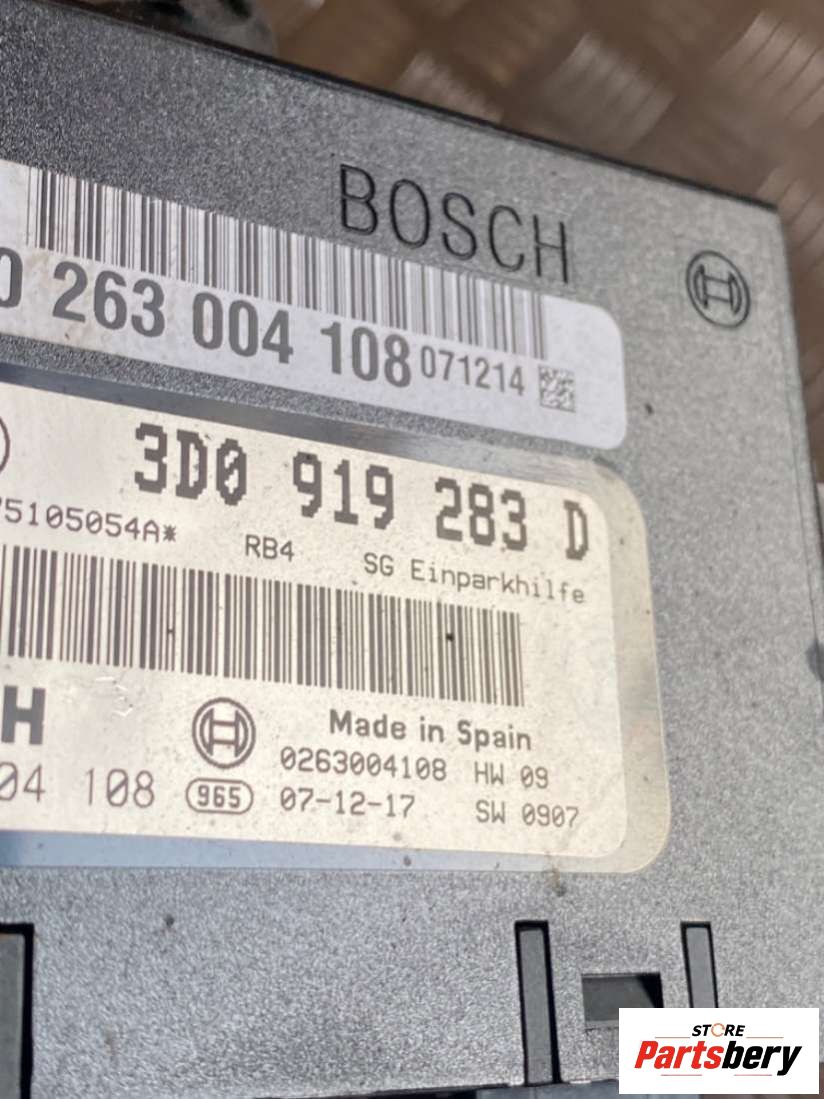 BOSCH
0 263 004 108 071214
3D0 919 283 D
5105054A*
RB4 SG Einparkhilfe
H
Made in Spain
04 108
965
0263004108 HW 09
07-12-17 SW 0907
STORE
Partsbery